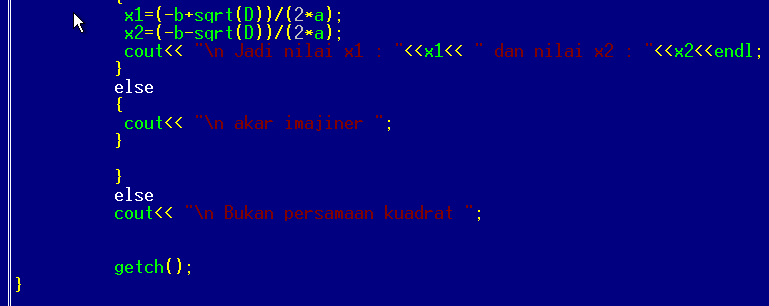 {
x1=(-b+sqrt(D))/(2*a);
x2=(-b-sqrt(D))/(2*a);
cout<< "\n Jadi nilai x1 : "<<x1<< " dan nilai x2 : "<<x2<<endl;
}
else
{
cout<< "\n akar imajiner ";
}
}
else
cout<< "\n Bukan persamaan kuadrat ";
getch();
}